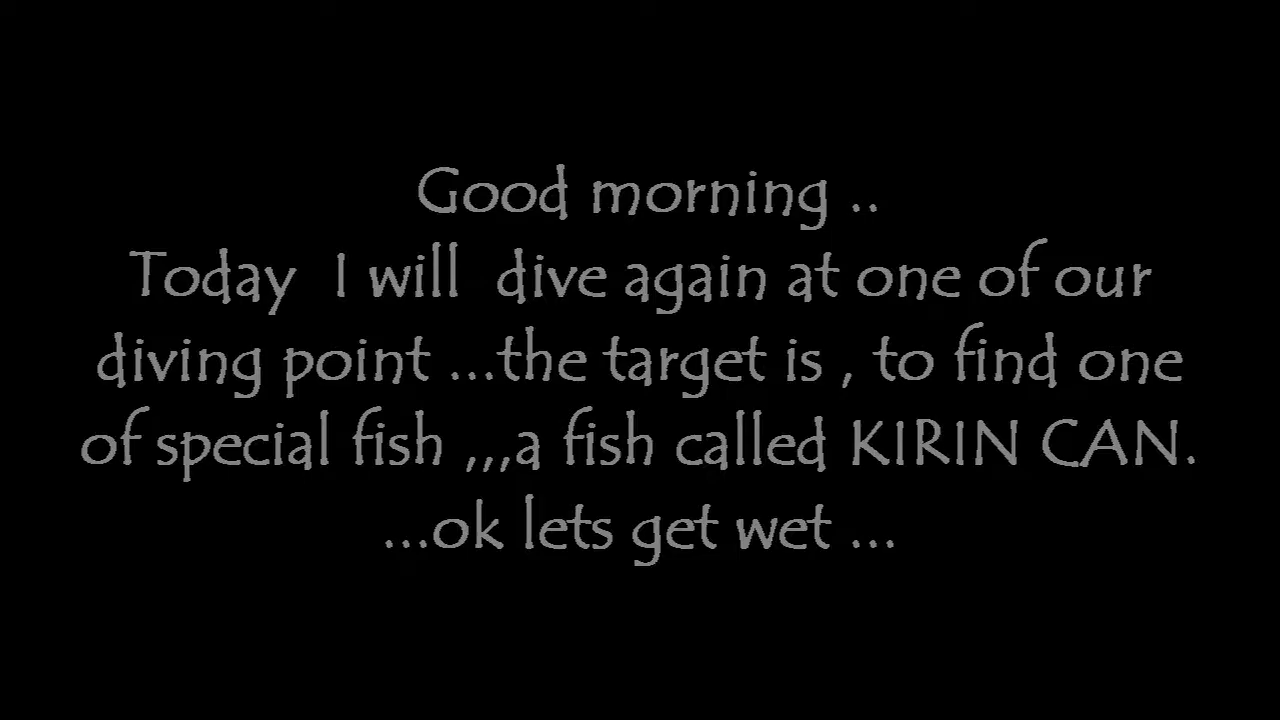 Good morning ..
Today  I will  dive again at one of our
diving point ...the target is , to find one
of special fish ,,,a fish called KIRIN CAN.
...ok lets get wet ...